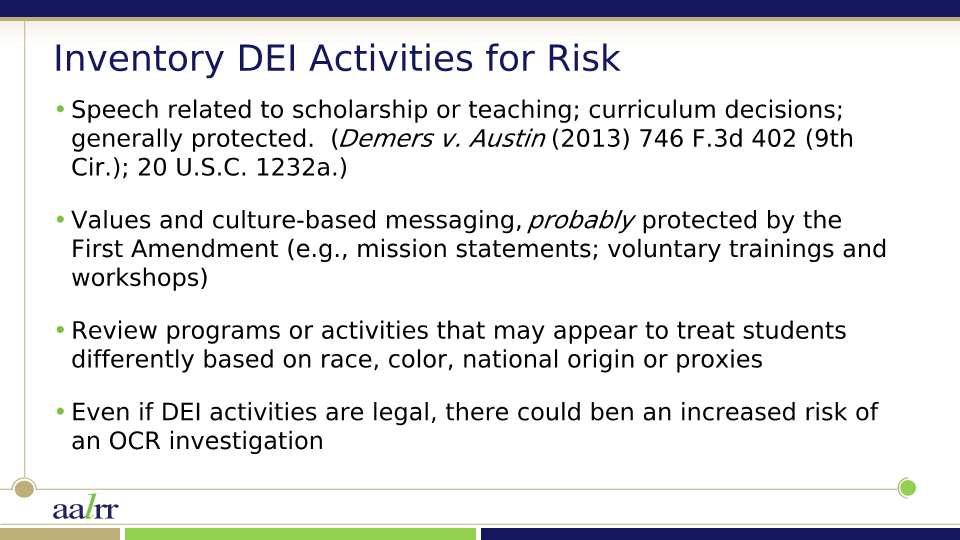 Inventory DEI Activities for Risk
• Speech related to scholarship or teaching; curriculum decisions;
generally protected.  (Demers v. Austin (2013) 746 F.3d 402 (9th
Cir.); 20 U.S.C. 1232a.)
• Values and culture-based messaging, probably protected by the
First Amendment (e.g., mission statements; voluntary trainings and
workshops)
• Review programs or activities that may appear to treat students
differently based on race, color, national origin or proxies
• Even if DEI activities are legal, there could ben an increased risk of
an OCR investigation
aalrr